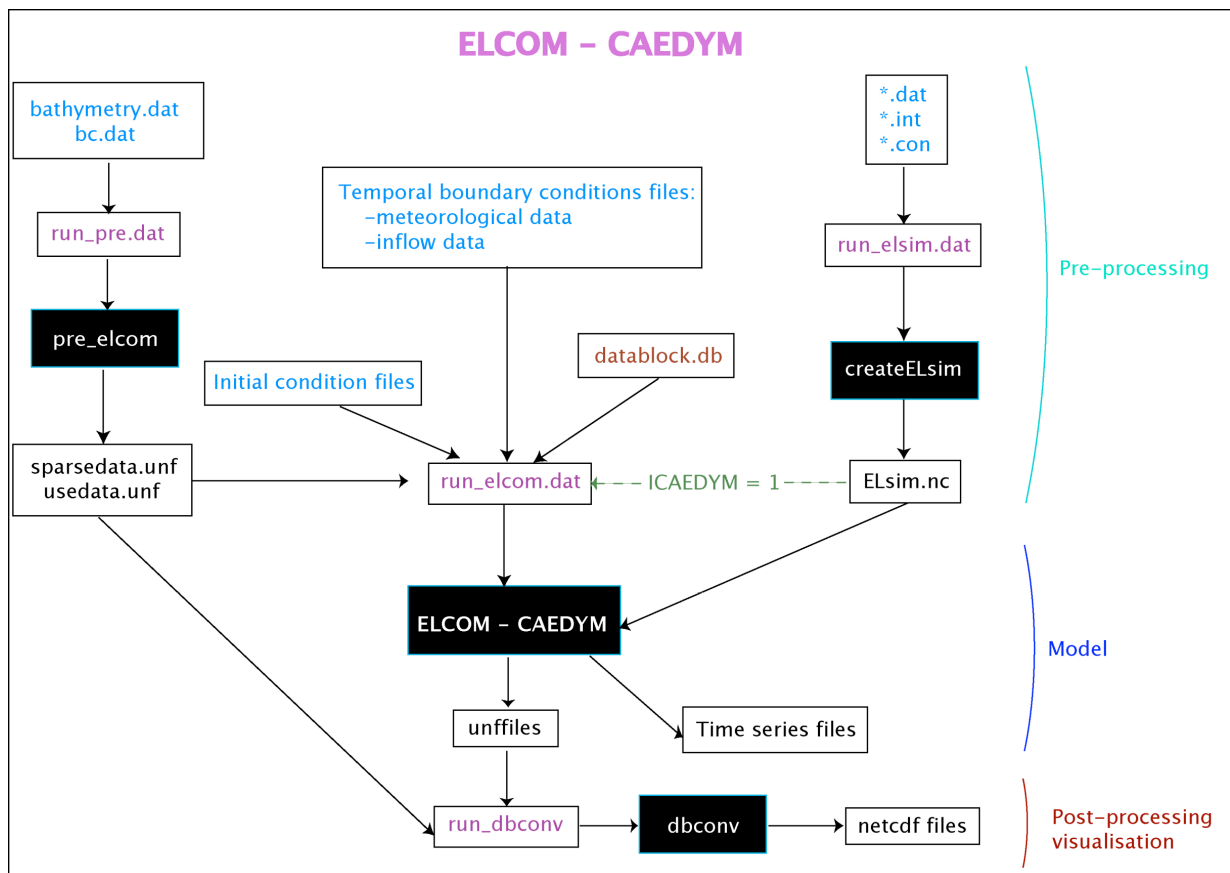 ELCOM – CAEDYM
bathymetry.dat
bc.dat
*.dat
*.int
*.con
Temporal boundary conditions files:
–meteorological data
–inflow data
run_pre.dat
run_elsim.dat
Pre–processing
pre_elcom
datablock.db
createELsim
Initial condition files
sparsedata.unf
usedata.unf
run_elcom.dat
ICAEDYM = 1
ELsim.nc
ELCOM – CAEDYM
Model
unffiles
Time series files
run_dbconv
dbconv
netcdf files
Post–processing
visualisation